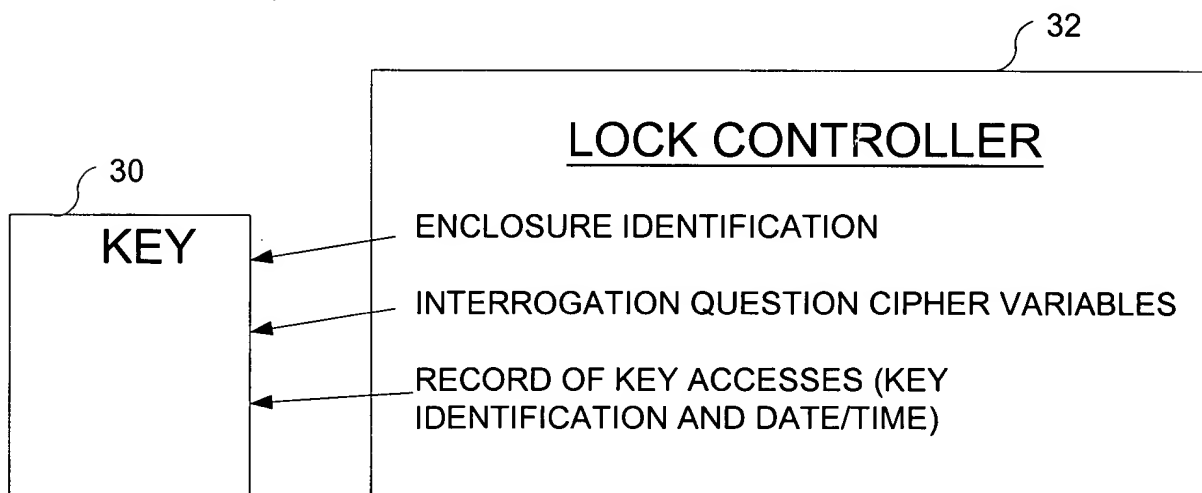 32
LOCK CONTROLLER
30
KEY
ENCLOSURE IDENTIFICATION
INTERROGATION QUESTION CIPHER VARIABLES
RECORD OF KEY ACCESSES (KEY
IDENTIFICATION AND DATE/TIME)